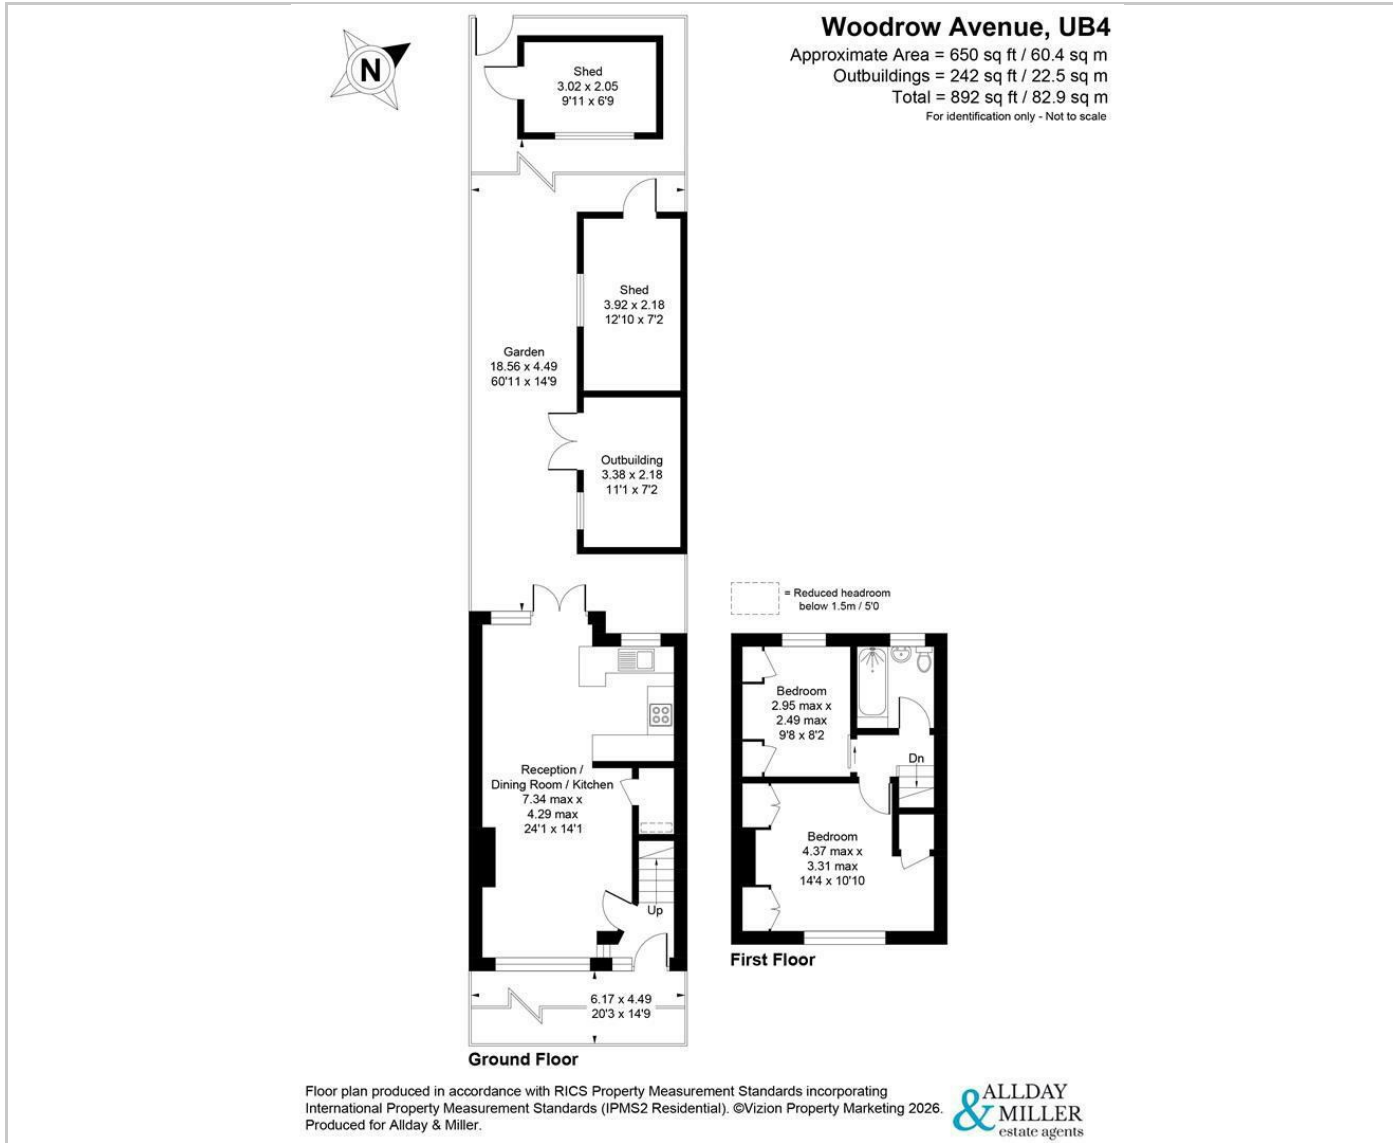 Woodrow Avenue, UB4
Approximate Area = 650 sq ft / 60.4 sq m
Outbuildings = 242 sq ft / 22.5 sq m
Total = 892 sq ft / 82.9 sq m
For identification only - Not to scale
N
Shed
3.02 x 2.05
9'11 x 6'9
Shed
3.92 x 2.18
12'10 x 7'2
Garden
18.56 x 4.49
60'11 x 14'9
Outbuilding
3.38 x 2.18
11'1 x 7'2
= Reduced headroom
below 1.5m / 5'0
Reception /
Dining Room / Kitchen
7.34 max x
4.29 max
24'1 x 14'1
Up
6.17 x 4.49
20'3 x 14'9
Ground Floor
Bedroom
2.95 max x
2.49 max
9'8 x 8'2
Dn
Bedroom
4.37 max x
3.31 max
14'4 x 10'10
First Floor
Floor plan produced in accordance with RICS Property Measurement Standards incorporating
International Property Measurement Standards (IPMS2 Residential). ©Vizion Property Marketing 2026.
Produced for Allday & Miller.
ALLDAY
& MILLER
estate agents